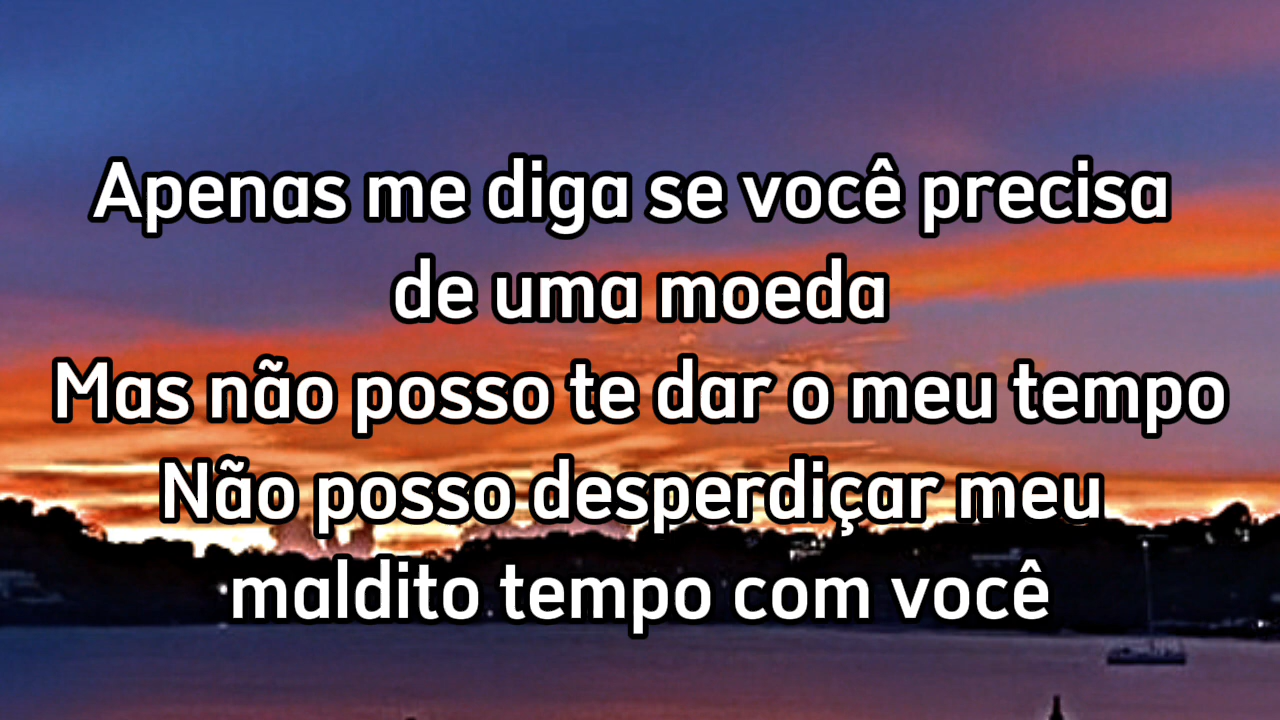 Apenas me diga se você precisa
de uma moeda
Mas não posso te dar o meu tempo
Não posso desperdiçar meu
maldito tempo com você